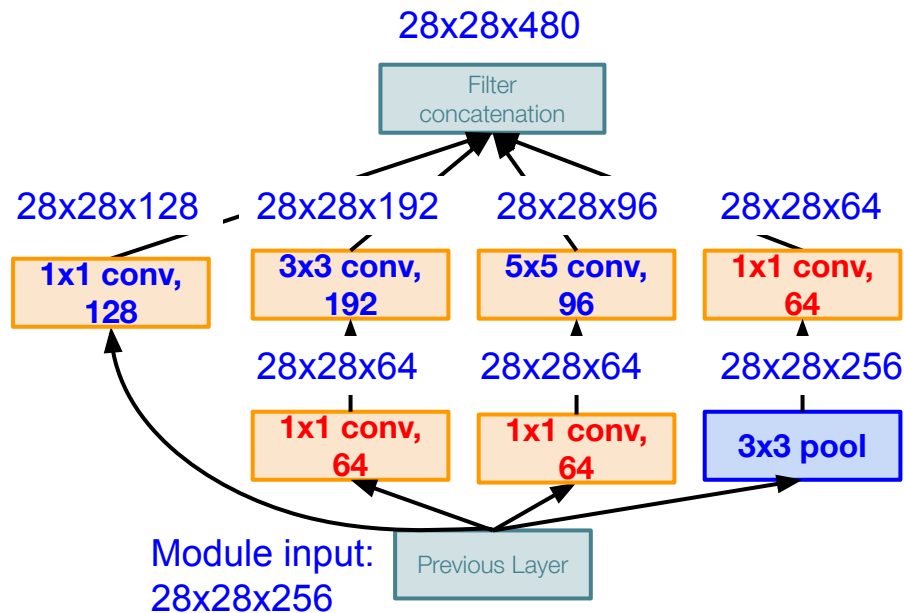 28x28x480
Filter
concatenation
28x28x128
28x28x192
28x28x96
28x28x64
1x1 conv,
128
3x3 conv,
192
5x5 conv,
96
1x1 conv,
64
28x28x64
28x28x64
28x28x256
1x1 conv,
64
1x1 conv,
64
3x3 pool
Module input:
28x28x256
Previous Layer